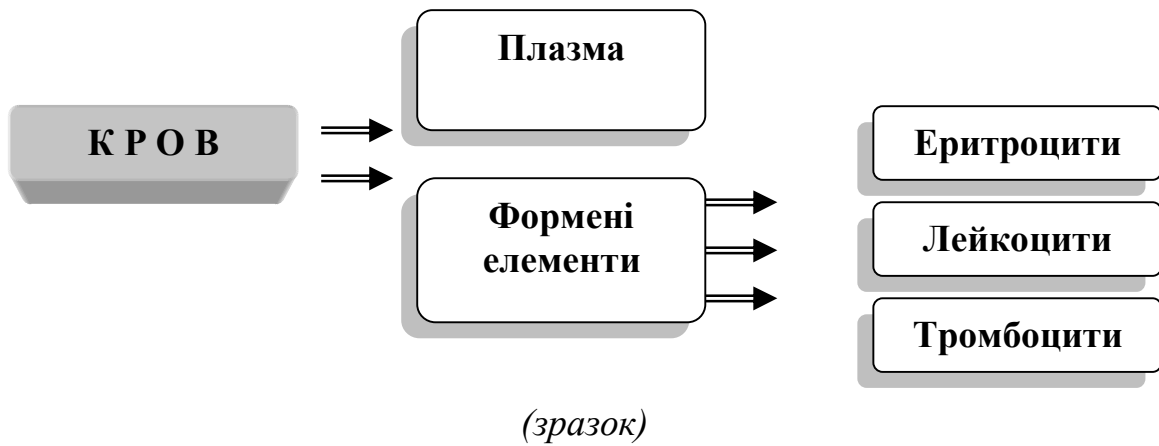 К Р О В
Плазма
Формені
елементи
Еритроцити
Лейкоцити
Тромбоцити
(зразок)